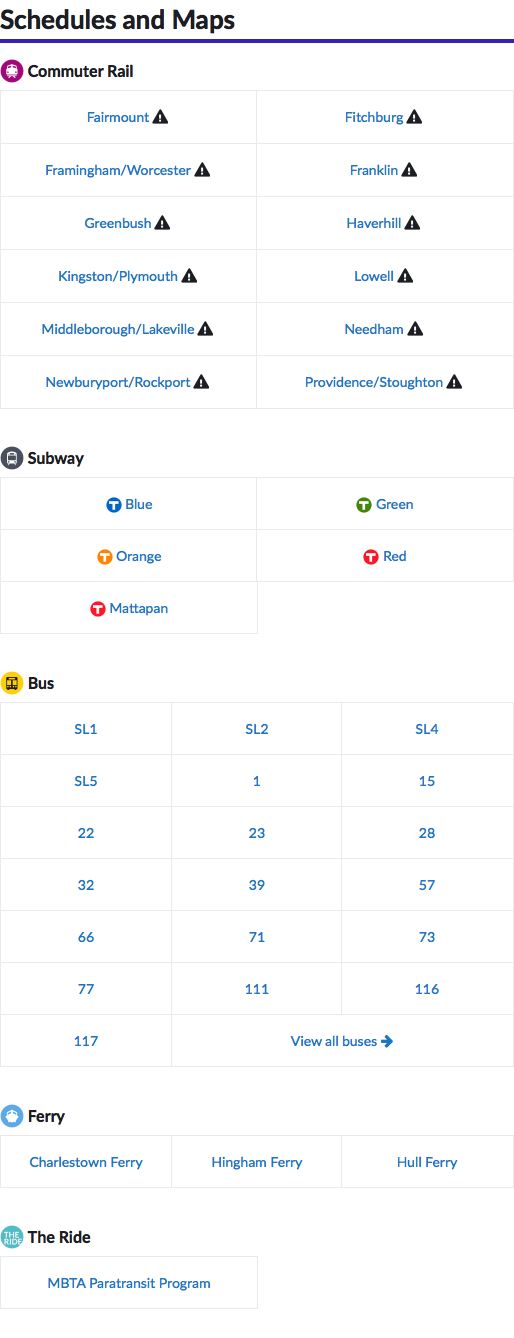 Schedules and Maps
Commuter Rail
Fairmount
Fitchburg
Framingham/Worcester
Franklin
Greenbush
Haverhill
Kingston/Plymouth
Lowell
Middleborough/Lakeville
Needham
Newburyport/Rockport
Providence/Stoughton
Subway
T Blue
T Green
T Orange
T Red
T Mattapan
Bus
SL1
SL2
SL4
SL5
1
15
22
23
28
32
39
57
66
71
73
77
111
116
117
View all buses
Ferry
Charlestown Ferry
Hingham Ferry
Hull Ferry
THE
RIDE
The Ride
MBTA Paratransit Program